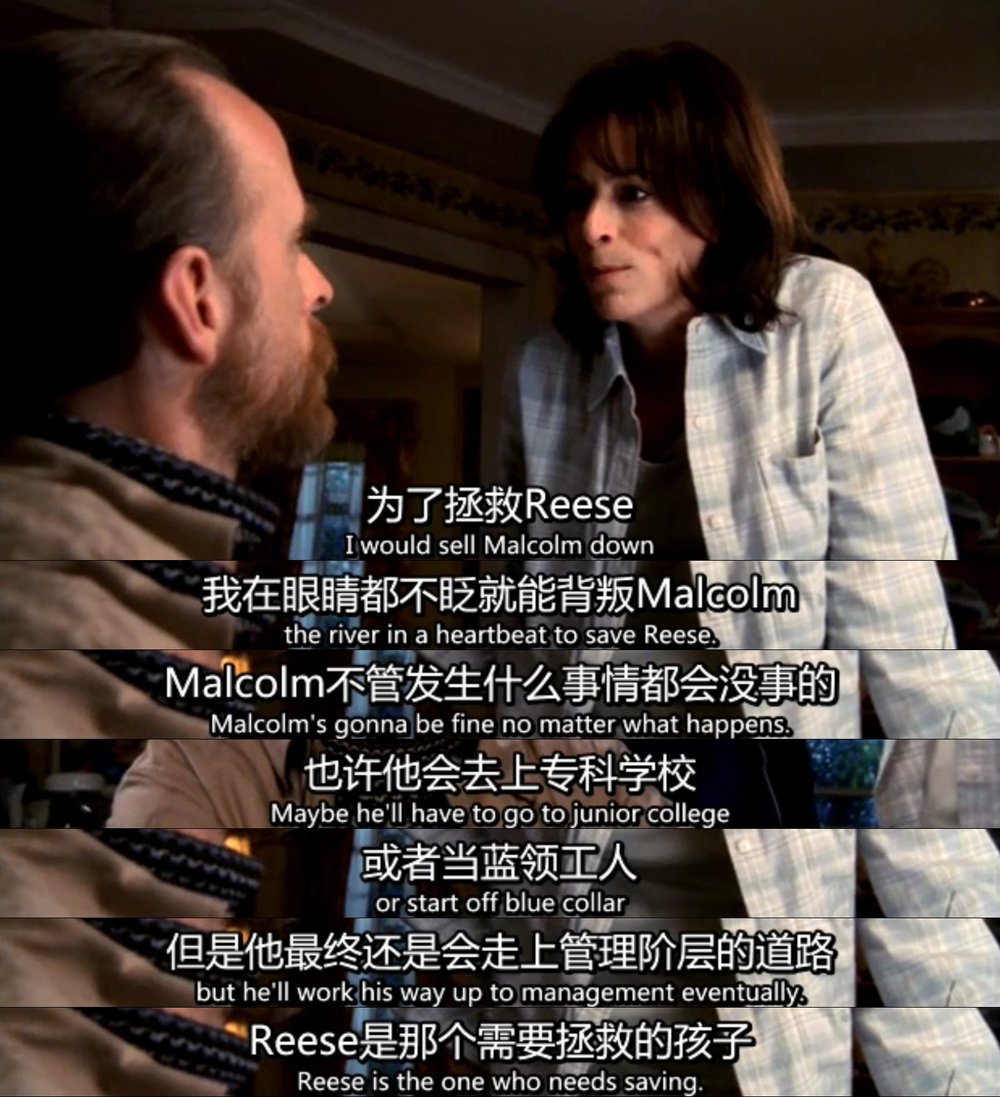 为了拯救Reese
I would sell Malcolm down
我在眼睛都不眨就能背叛Malcolm
the river in a heartbeat to save Reese.
Malcolm不管发生什么事情都会没事的
Malcolm's gonna be fine no matter what happens.
也许他会去上专科学校
Maybe he'll have to go to junior college
或者当蓝领工人
or start off blue collar
但是他最终还是会走上管理阶层的道路
but he'll work his way up to management eventually.
Reese是那个需要拯救的孩子
Reese is the one who needs saving.